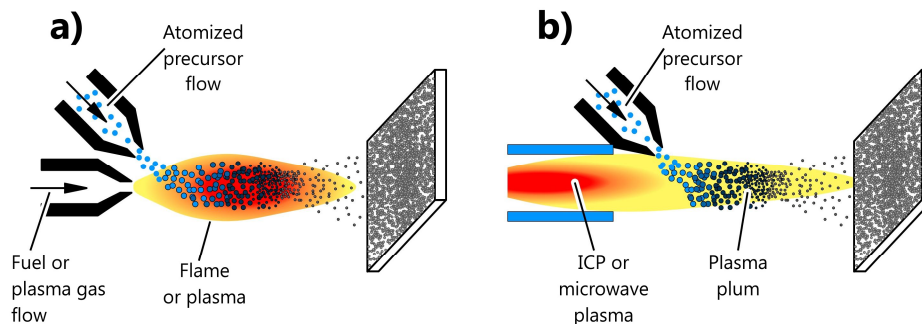 a)
Atomized
precursor
flow
Fuel or
plasma gas
flow
Flame
or plasma
b)
Atomized
precursor
flow
ICP or
microwave
plasma
Plasma
plum